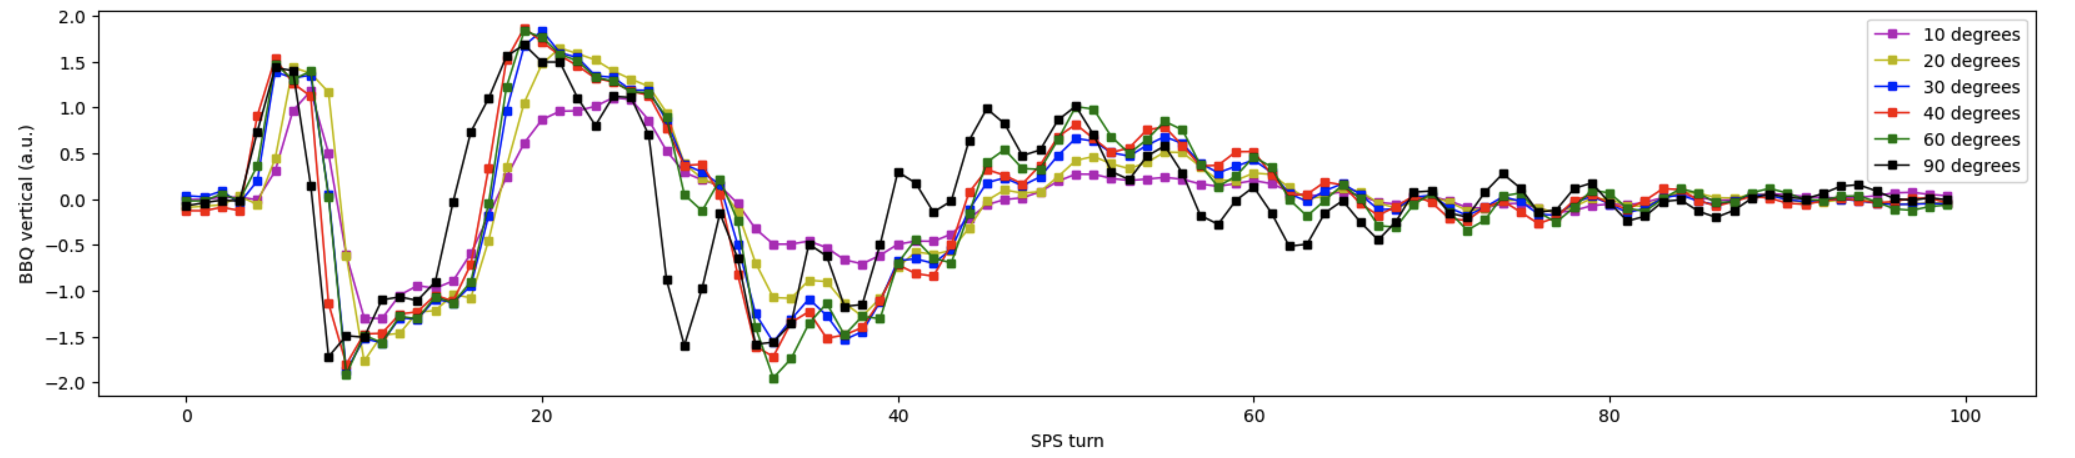 2.0
1.5
1.0
0.5
0.0
−0.5
−1.0
−1.5
−2.0
BBQ vertical (a.u.)
0 20 40 60 80 100
SPS turn
10 degrees
20 degrees
30 degrees
40 degrees
60 degrees
90 degrees